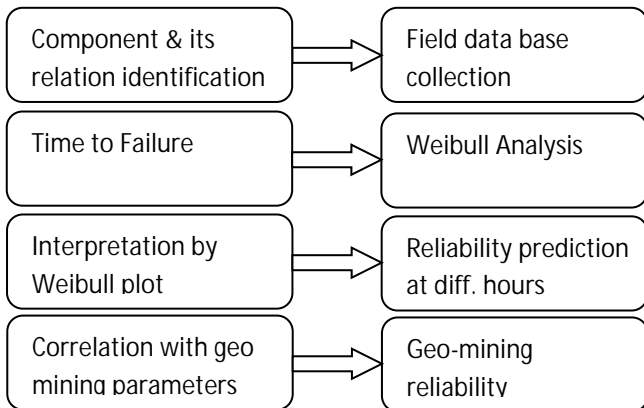 Component & its
relation identification
Field data base
collection
Time to Failure
Weibull Analysis
Interpretation by
Weibull plot
Reliability prediction
at diff. hours
Correlation with geo
mining parameters
Geo-mining
reliability